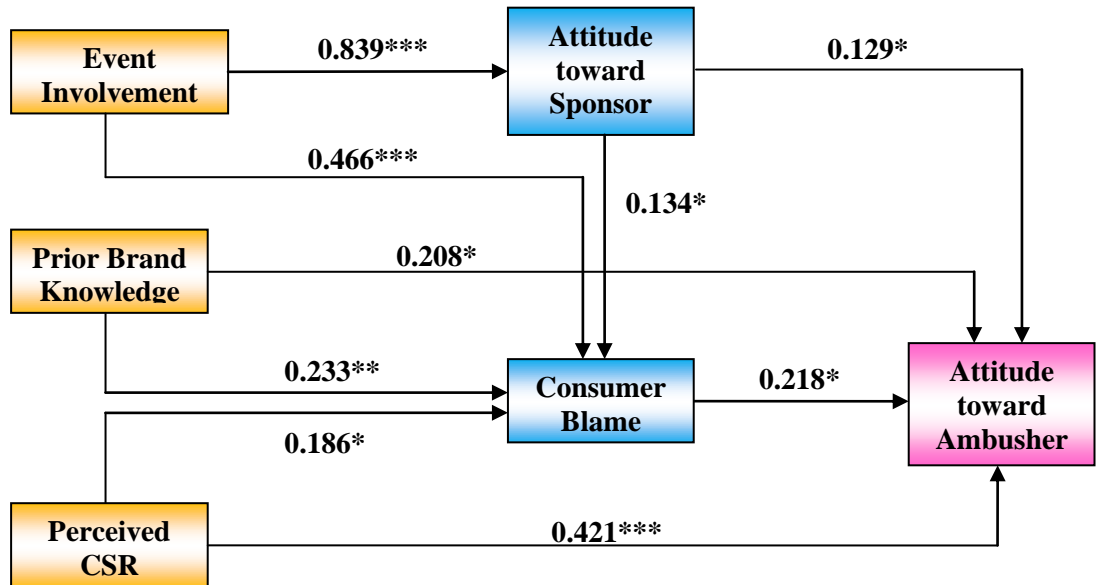 Event
Involvement
0.839***
Attitude
toward
Sponsor
0.129*
0.466***
0.134*
Prior Brand
Knowledge
0.208*
0.233**
Consumer
Blame
0.218*
Attitude
toward
Ambusher
0.186*
Perceived
CSR
0.421***